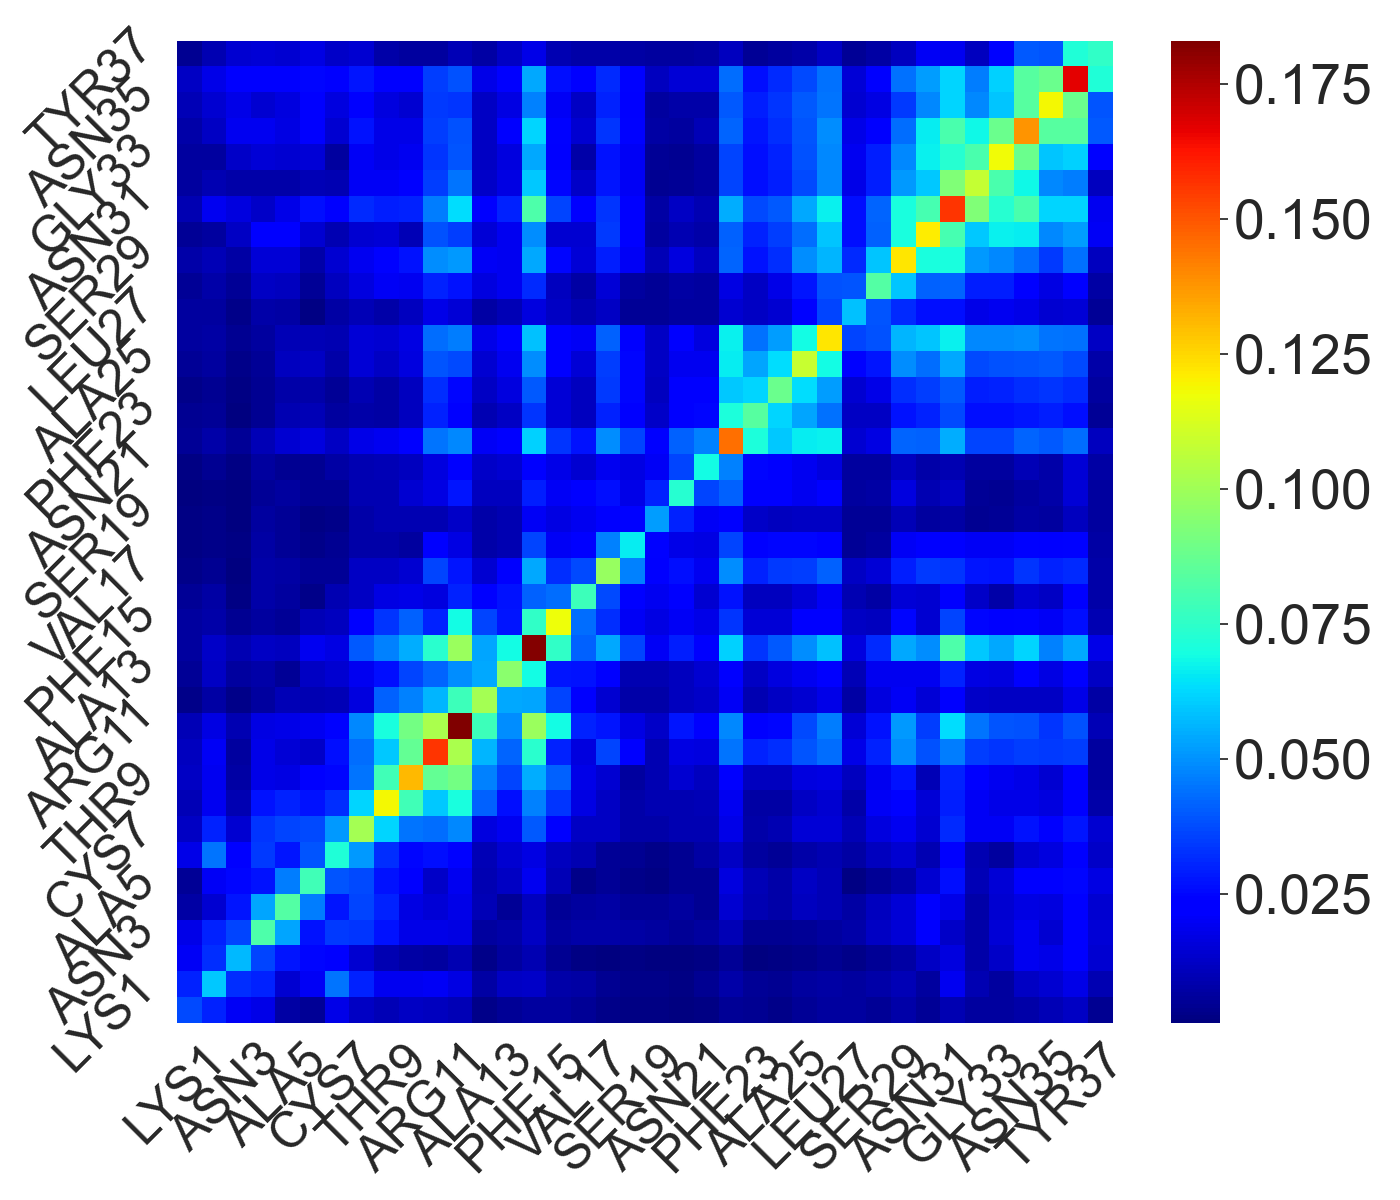 TYR37
ASN35
GLY33
ASN31
SER29
LEU27
ALA25
PHE23
ASN21
SER19
VAL17
PHE15
ALA13
ARG11
THR9
CYS7
ALA5
ASN3
LYS1
LYS1
ASN3
ALA5
CYS7
THR9
ARG11
ALA13
PHE15
VAL17
SER19
ASN21
PHE23
ALA25
LEU27
SER29
ASN31
GLY33
ASN35
TYR37
0.175
0.150
0.125
0.100
0.075
0.050
0.025